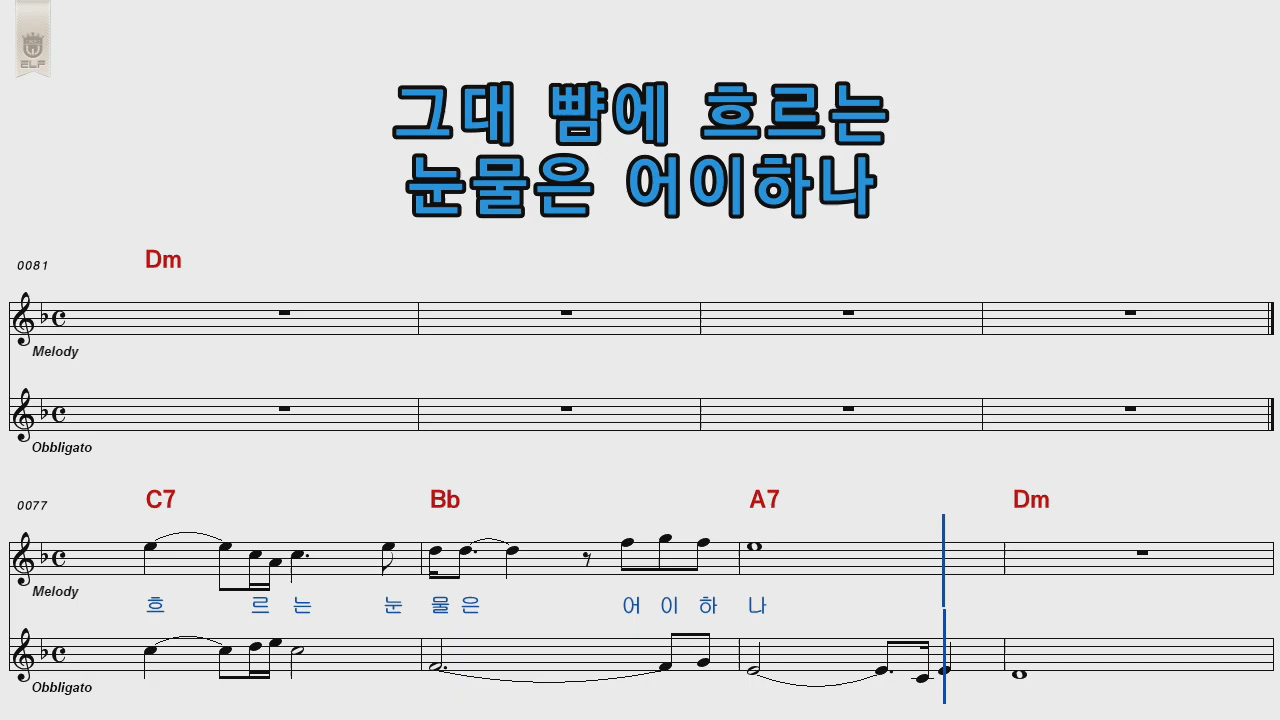 ELF
그대 뺨에 흐르는
눈물은 어이하나
0081 Dm
Melody
Obbligato
0077 C7 Bb A7 Dm
Melody
흐 르 는 눈 물 은 어 이 하 나
Obbligato